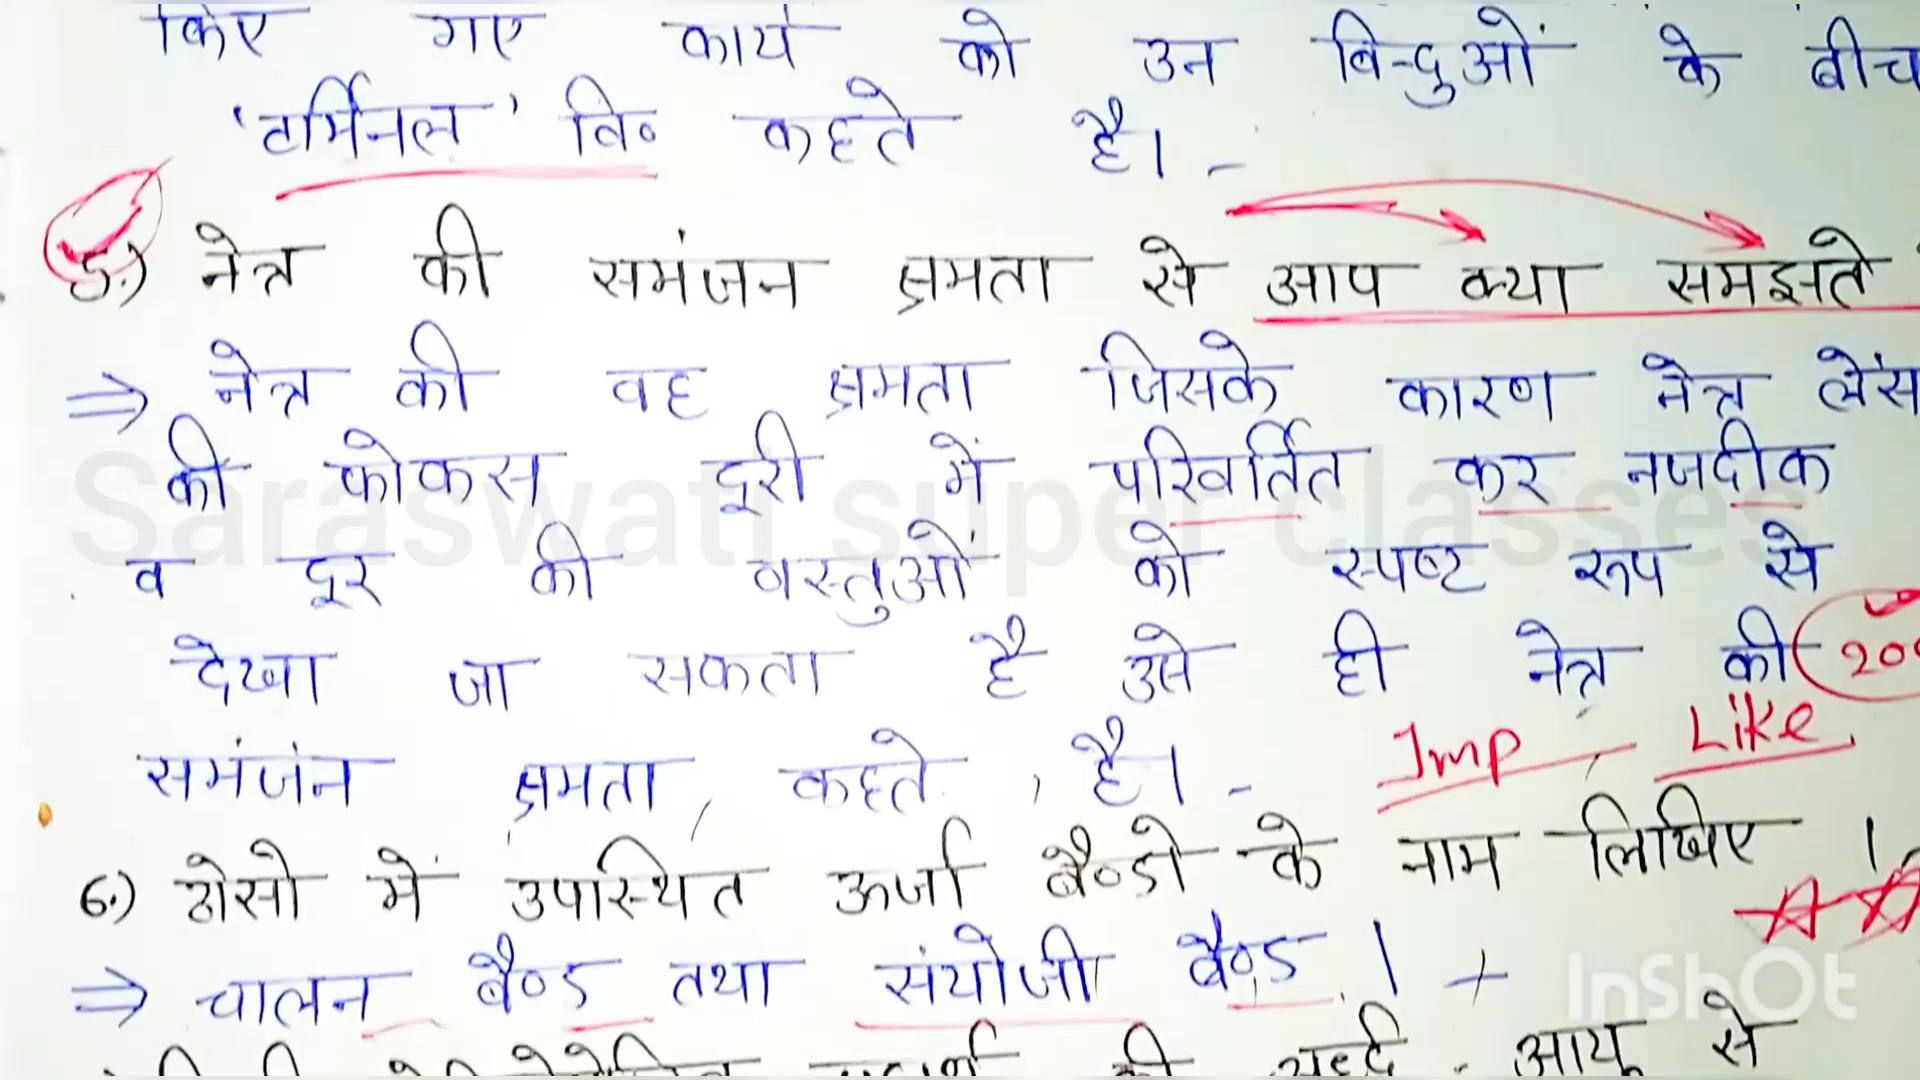 किए गए कार्य को उन बिन्दुओं के बीच
'टर्मिनल' वि॰ कहते है।
5.) नेत्र की समंजन क्षमता से आप क्या समझते
⇒ नेत्र की वह क्षमता जिसके कारण नेत्र लेंस
की फोकस दूरी में परिवर्तित कर नजदीक
व दूर की वस्तुओं को स्पष्ट रूप से
देखा जा सकता है उसे ही नेत्र की
समंजंन क्षमता कहते है।
Imp Like
6.) ठोसो में उपस्थित ऊर्जा बैण्डो के नाम लिखिए ।
⇒ चालन बैण्ड तथा संयोजी बैण्ड ।
की आयु से
Saraswati super classes
InShOt